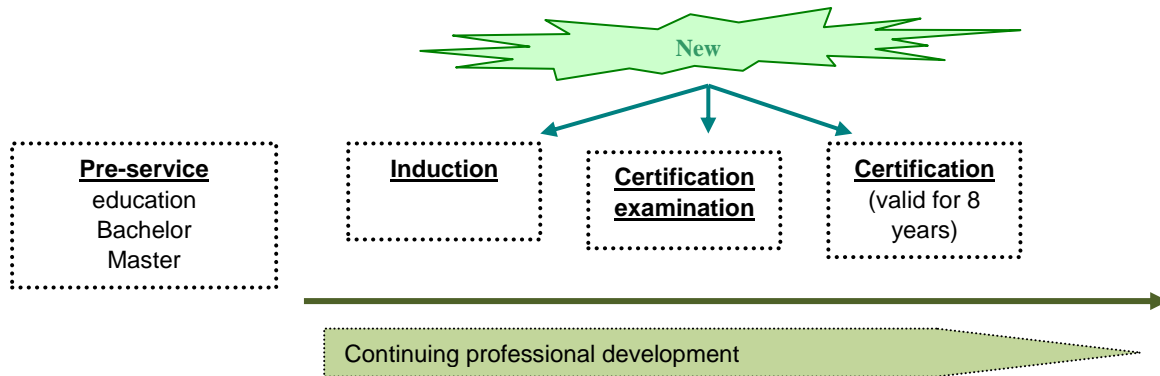 New
Pre-service
education
Bachelor
Master
Induction
Certification
examination
Certification
(valid for 8
years)
Continuing professional development